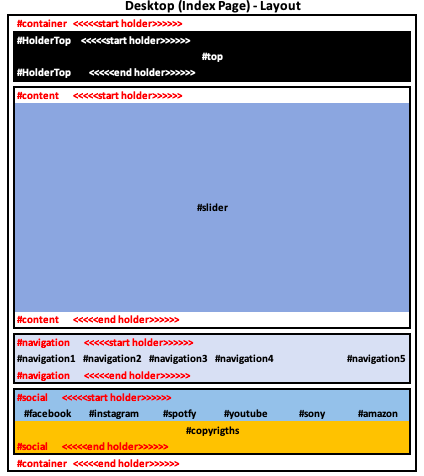 Desktop (Index Page) - Layout
#container <<<<<start holder>>>>>>
#HolderTop <<<<<start holder>>>>>>
#top
#HolderTop <<<<<end holder>>>>>>
#content <<<<<start holder>>>>>>
#slider
#content <<<<<end holder>>>>>>
#navigation <<<<<start holder>>>>>>
#navigation1 #navigation2 #navigation3 #navigation4 #navigation5
#navigation <<<<<end holder>>>>>>
#social <<<<<start holder>>>>>>
#facebook #instagram #spotfy #youtube #sony #amazon
#copyrigths
#social <<<<<end holder>>>>>>
#container <<<<<end holder>>>>>>